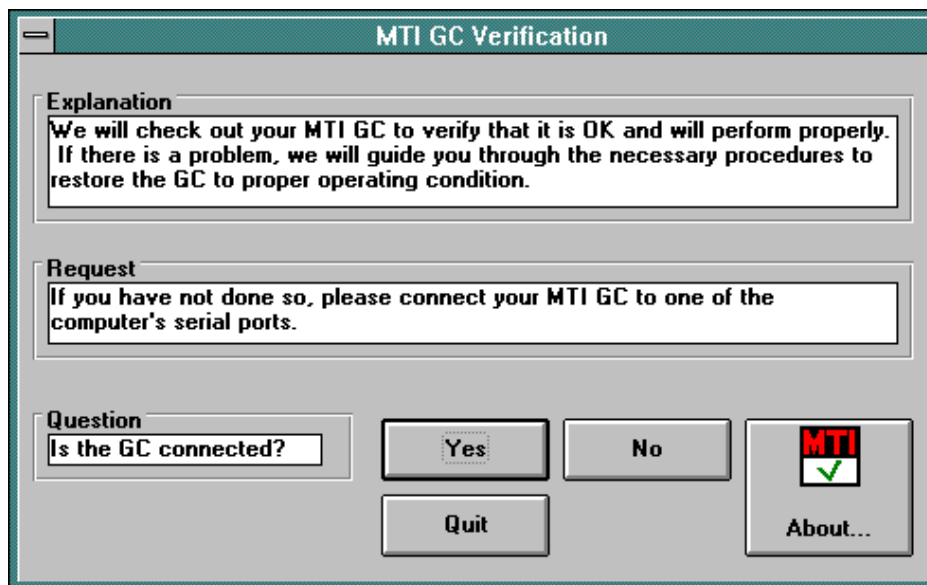 MTI GC Verification
Explanation
We will check out your MTI GC to verify that it is OK and will perform properly.
If there is a problem, we will guide you through the necessary procedures to
restore the GC to proper operating condition.
Request
If you have not done so, please connect your MTI GC to one of the
computer's serial ports.
Question
Is the GC connected?
Yes
No
MTI
Quit
About...